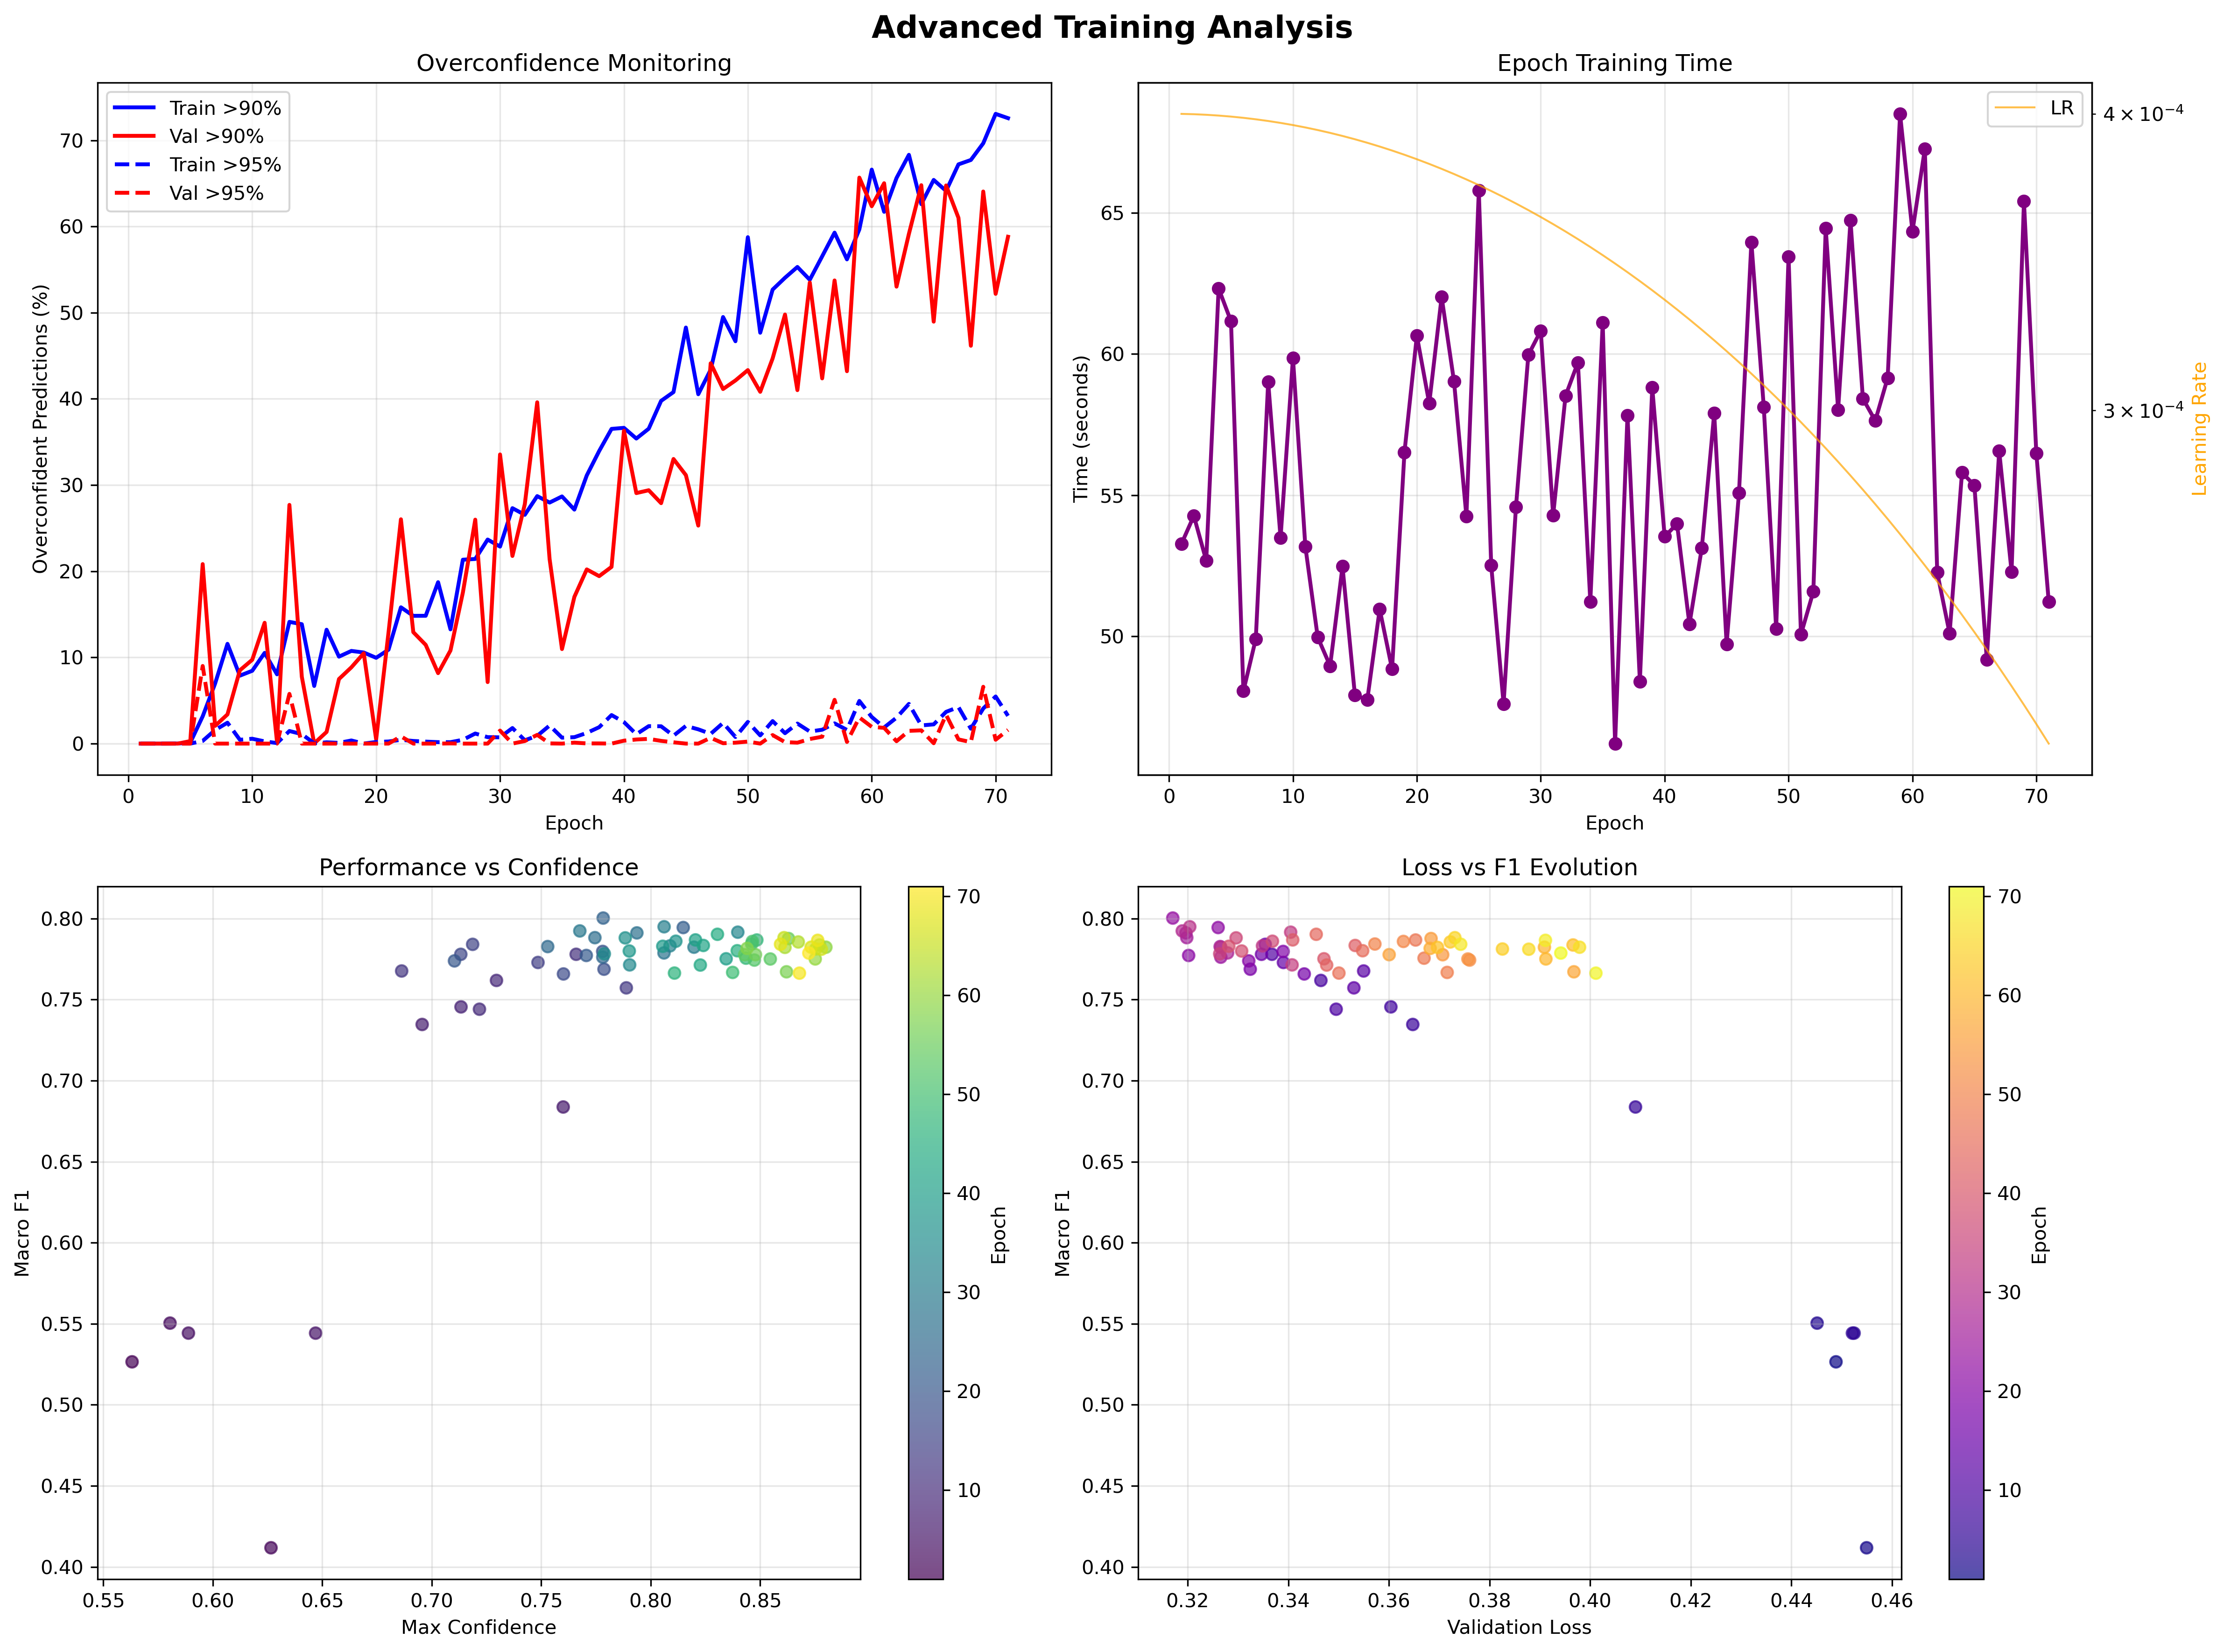 Advanced Training Analysis
Overconfidence Monitoring
Train >90%
Val >90%
Train >95%
Val >95%
Overconfident Predictions (%)
70
60
50
40
30
20
10
0
0 10 20 30 40 50 60 70
Epoch
Epoch Training Time
LR
Time (seconds)
65
60
55
50
4 × 10⁻⁴
3 × 10⁻⁴
Learning Rate
0 10 20 30 40 50 60 70
Epoch
Performance vs Confidence
Macro F1
0.80
0.75
0.70
0.65
0.60
0.55
0.50
0.45
0.40
0.55 0.60 0.65 0.70 0.75 0.80 0.85
Max Confidence
70
60
50
40
30
20
10
Epoch
Loss vs F1 Evolution
Macro F1
0.80
0.75
0.70
0.65
0.60
0.55
0.50
0.45
0.40
0.32 0.34 0.36 0.38 0.40 0.42 0.44 0.46
Validation Loss
70
60
50
40
30
20
10
Epoch